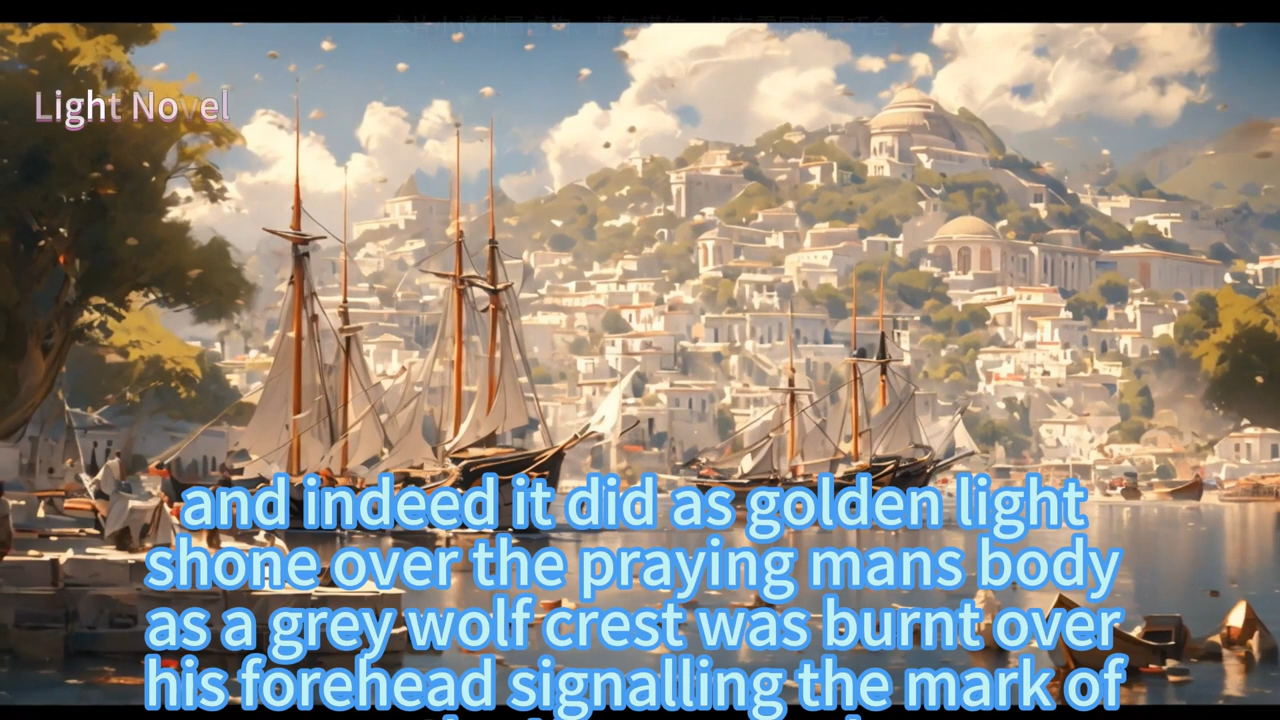 Light Novel
and indeed it did as golden light
shone over the praying mans body
as a grey wolf crest was burnt over
his forehead signalling the mark of